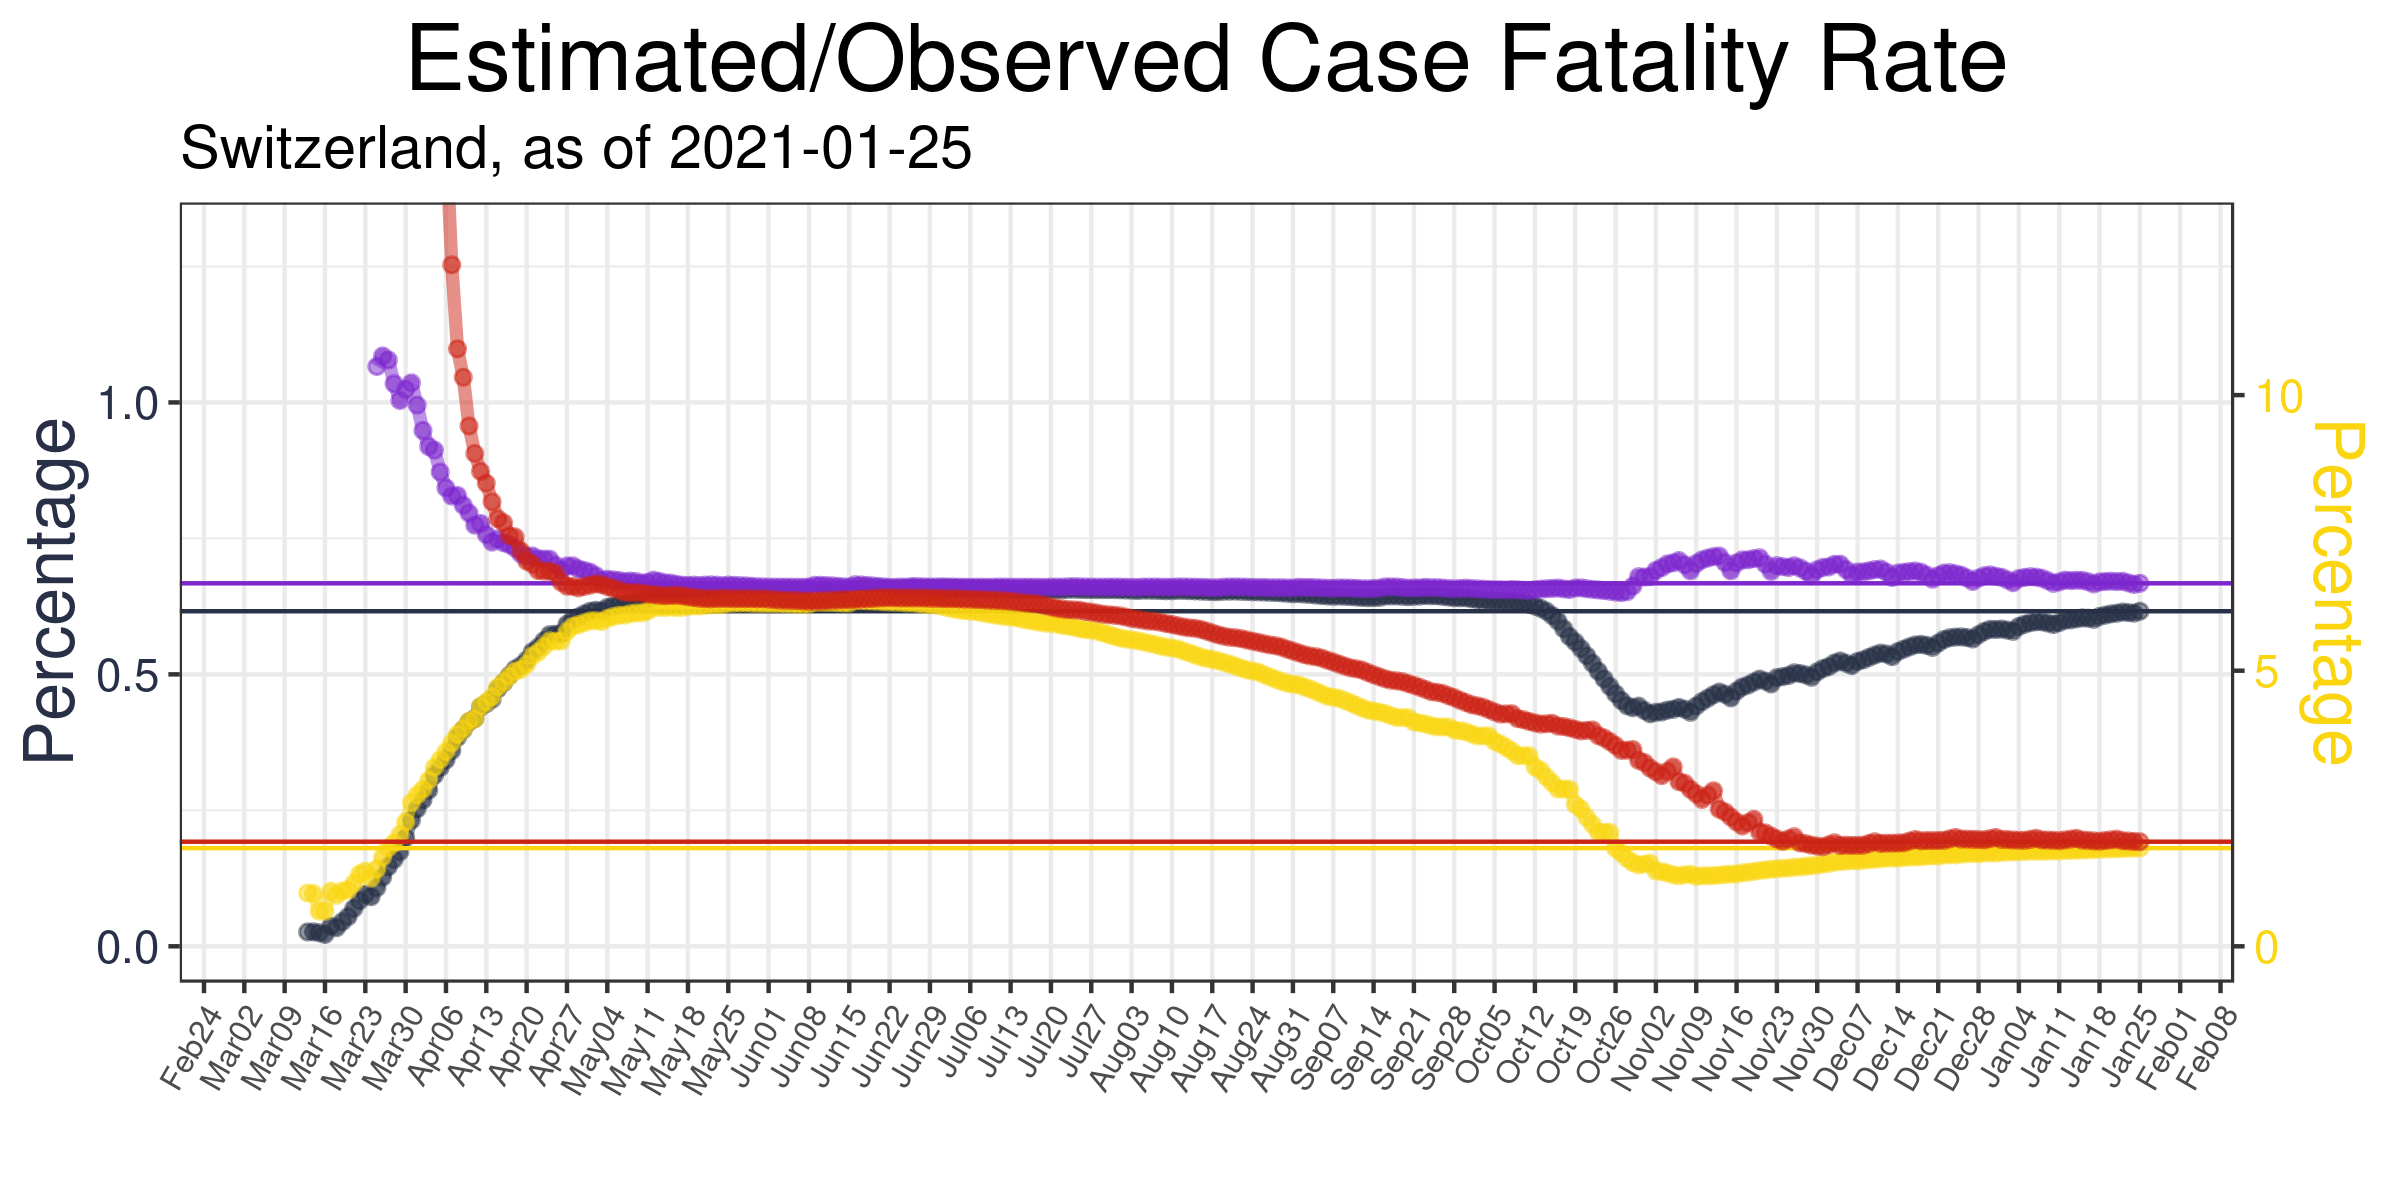 Estimated/Observed Case Fatality Rate
Switzerland, as of 2021-01-25
Percentage
1.0
0.5
0.0
10
5
0
Percentage
Feb24
Mar02
Mar09
Mar16
Mar23
Mar30
Apr06
Apr13
Apr20
Apr27
May04
May11
May18
May25
Jun01
Jun08
Jun15
Jun22
Jun29
Jul06
Jul13
Jul20
Jul27
Aug03
Aug10
Aug17
Aug24
Aug31
Sep07
Sep14
Sep21
Sep28
Oct05
Oct12
Oct19
Oct26
Nov02
Nov09
Nov16
Nov23
Nov30
Dec07
Dec14
Dec21
Dec28
Jan04
Jan11
Jan18
Jan25
Feb01
Feb08